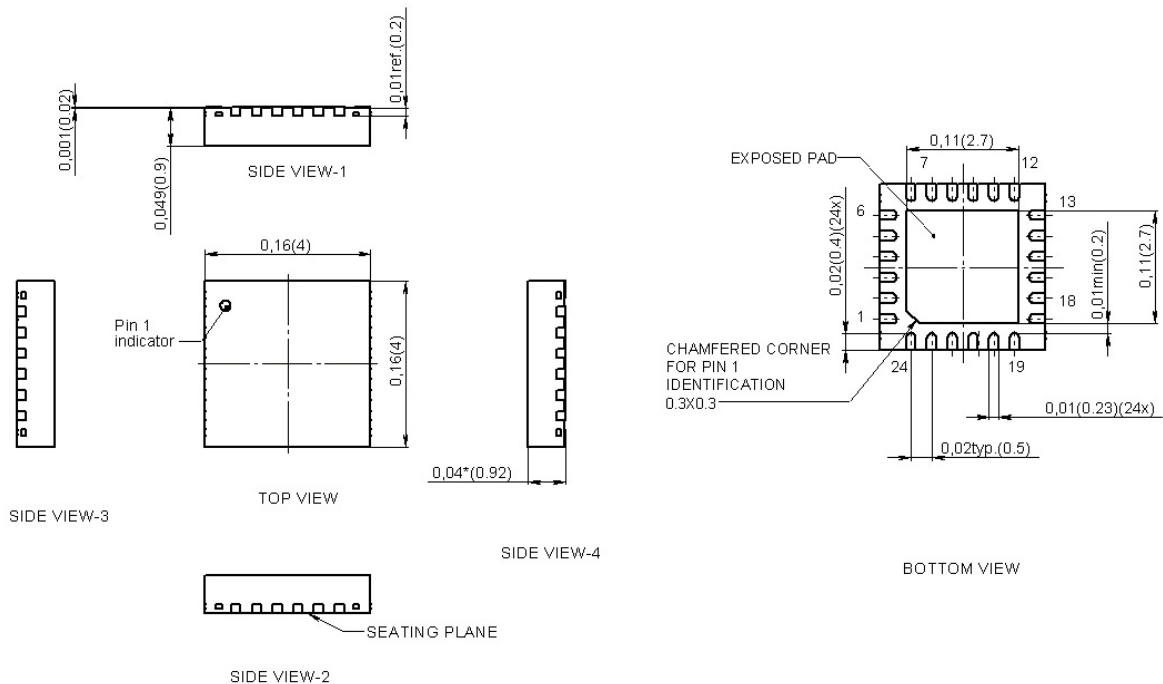 0,001(0.02)
0,049(0.9)
0,01ref.(0.2)
SIDE VIEW-1
0,16(4)
Pin 1
indicator
0,16(4)
TOP VIEW
SIDE VIEW-3
0,04*(0.92)
SIDE VIEW-4
SEATING PLANE
SIDE VIEW-2
EXPOSED PAD
0,11(2.7)
7
12
6
13
0,02(0.4)(24x)
0,01min(0.2)
0,11(2.7)
1
18
CHAMFERED CORNER
FOR PIN 1
IDENTIFICATION
0.3X0.3
24
19
0,01(0.23)(24x)
0,02typ.(0.5)
BOTTOM VIEW